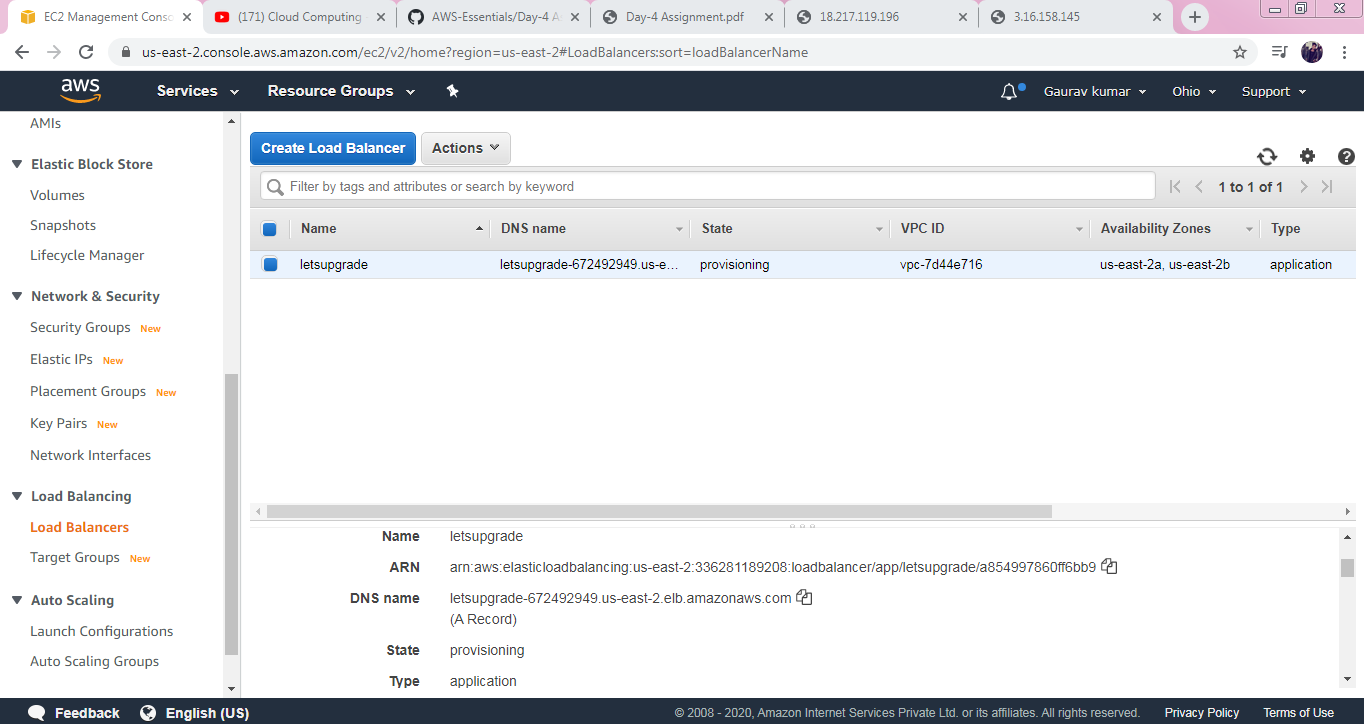 EC2 Management Conso
(171) Cloud Computing
AWS-Essentials/Day-4 A
Day-4 Assignment.pdf
18.217.119.196
3.16.158.145
us-east-2.console.aws.amazon.com/ec2/v2/home?region=us-east-2#LoadBalancers:sort=loadBalancerName
aws Services Resource Groups Gaurav kumar Ohio Support
AMIs
Elastic Block Store
Volumes
Snapshots
Lifecycle Manager
Network & Security
Security Groups New
Elastic IPs New
Placement Groups New
Key Pairs New
Network Interfaces
Load Balancing
Load Balancers
Target Groups New
Auto Scaling
Launch Configurations
Auto Scaling Groups
Create Load Balancer Actions
Filter by tags and attributes or search by keyword 1 to 1 of 1
Name DNS name State VPC ID Availability Zones Type
letsupgrade letsupgrade-672492949.us-e... provisioning vpc-7d44e716 us-east-2a, us-east-2b application
Name letsupgrade
ARN arn:aws:elasticloadbalancing:us-east-2:336281189208:loadbalancer/app/letsupgrade/a854997860ff6bb9
DNS name letsupgrade-672492949.us-east-2.elb.amazonaws.com
(A Record)
State provisioning
Type application
Feedback English (US) © 2008 - 2020, Amazon Internet Services Private Ltd. or its affiliates. All rights reserved. Privacy Policy Terms of Use